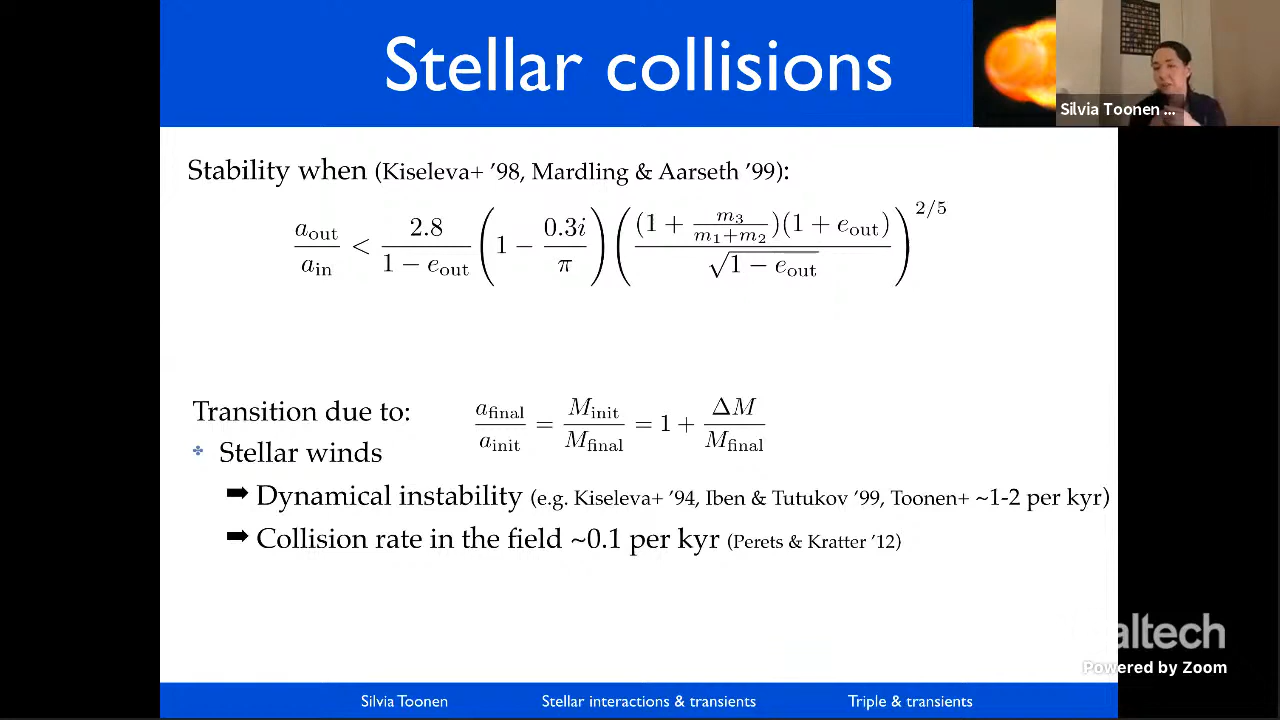 Stellar collisions
Silvia Toonen ...
Stability when (Kiseleva+ ’98, Mardling & Aarseth ’99):
a_out / a_in < 2.8 / (1 − e_out) (1 − 0.3i / π) ((1 + m_3 / (m_1+m_2))(1 + e_out) / √(1 − e_out))^{2/5}
Transition due to:
a_final / a_init = M_init / M_final = 1 + ΔM / M_final
Stellar winds
➡ Dynamical instability (e.g. Kiseleva+ ’94, Iben & Tutukov ’99, Toonen+ ~1-2 per kyr)
➡ Collision rate in the field ~0.1 per kyr (Perets & Kratter ’12)
altech
Powered by Zoom
Silvia Toonen
Stellar interactions & transients
Triple & transients